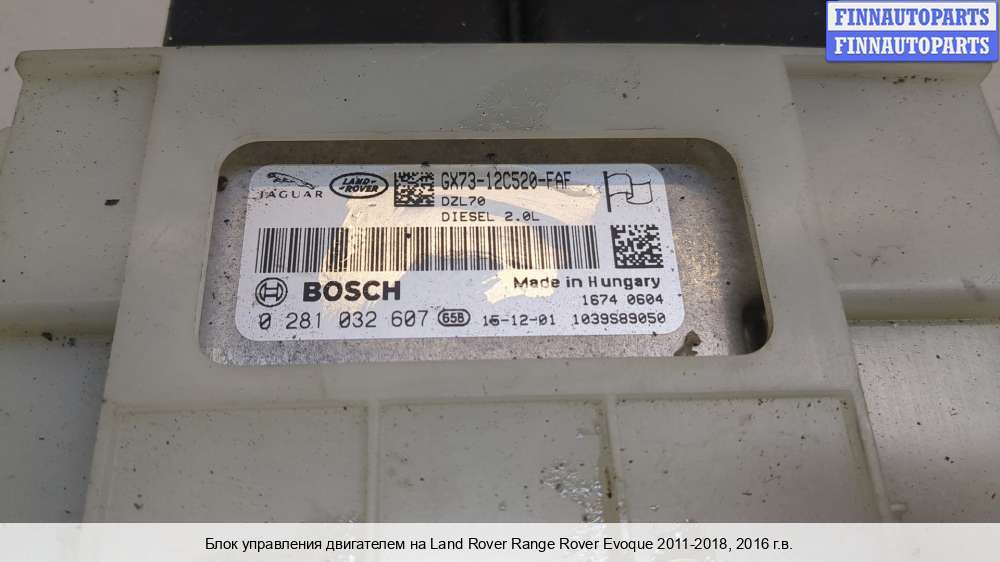 FINNAUTOPARTS
FINNAUTOPARTS
JAGUAR
LAND-
ROVER
GX73-12C520-FAF
DZL70
DIESEL 2.0L
BOSCH
Made in Hungary
1674 0604
0 281 032 607 65B 15-12-01 1039S89050
Блок управления двигателем на Land Rover Range Rover Evoque 2011-2018, 2016 г.в.